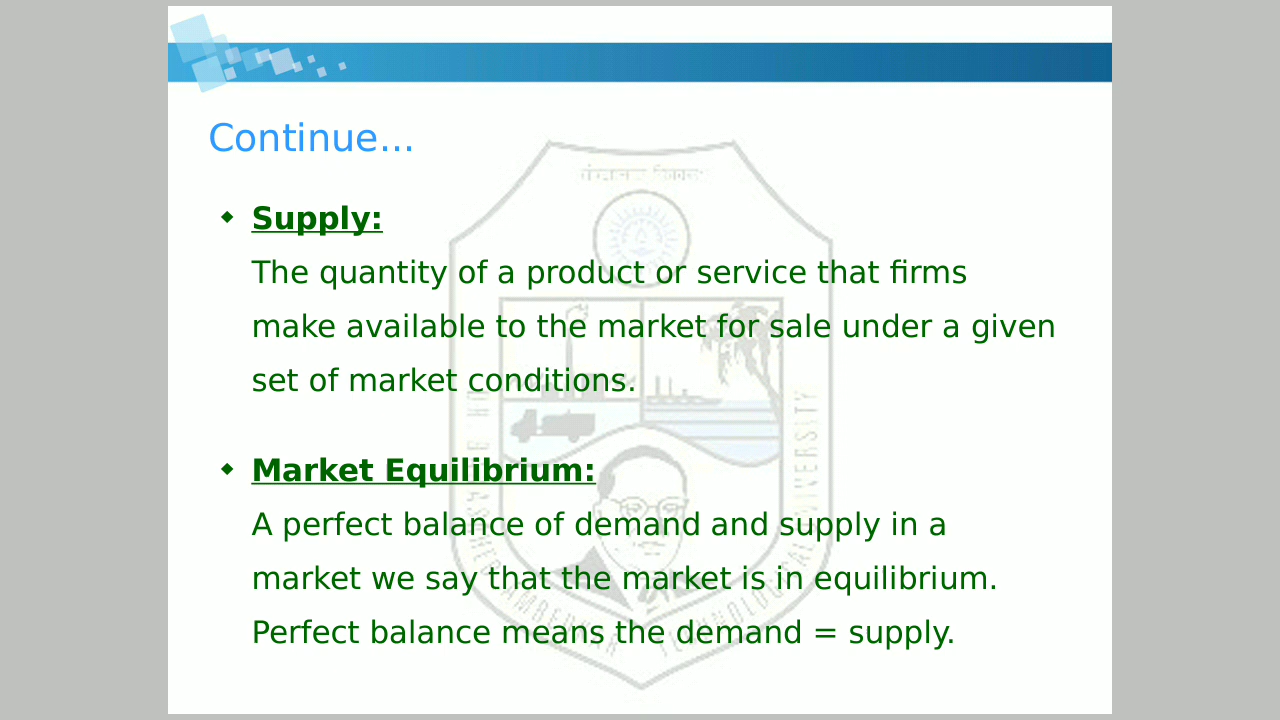 Continue...
Supply:
The quantity of a product or service that firms
make available to the market for sale under a given
set of market conditions.
Market Equilibrium:
A perfect balance of demand and supply in a
market we say that the market is in equilibrium.
Perfect balance means the demand = supply.